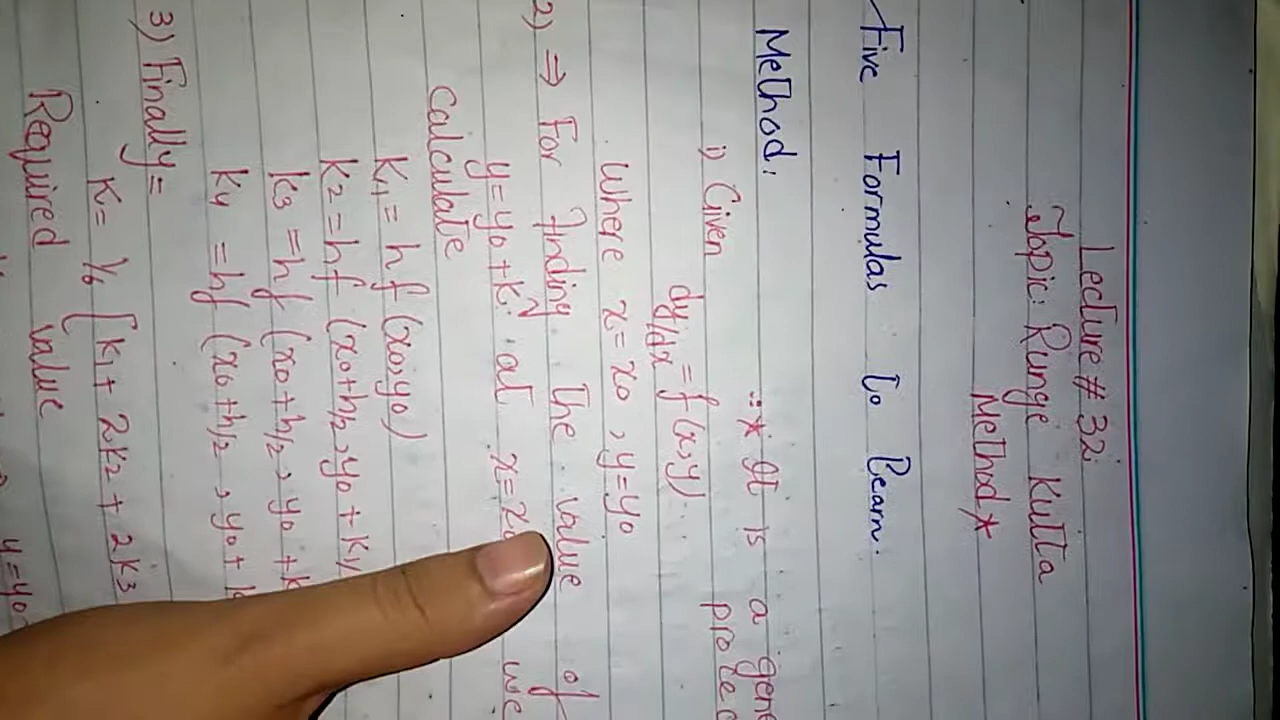 Lecture # 32
Topic: Runge Kutta
Method*
Five Formulas to Learn.
Method:
∴* It is a
i) Given
dy/dx = f(x,y).
Where x=x0 , y=y0
2) ⇒ For finding the value of
y=y0+K. at x=x0 we
Calculate
K1 = hf (x0,y0)
K2 = hf (x0+h/2, y0 + K1/
K3 = hf (x0+h/2, y0 + K
K4 = hf (x0+h/2, y0 +
3) Finally =
K= 1/6 [K1+ 2K2 + 2K3
Required value
y=y0